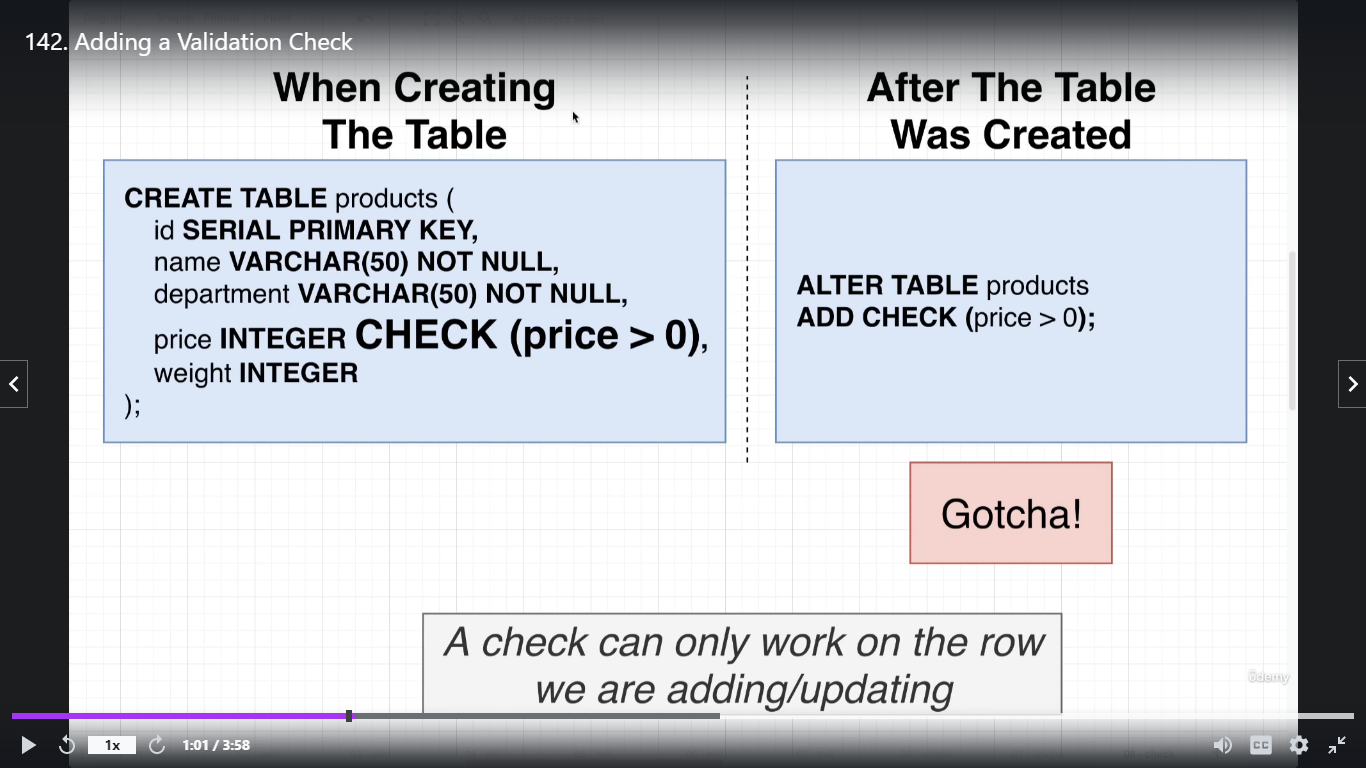 142. Adding a Validation Check
When Creating
The Table
CREATE TABLE products (
id SERIAL PRIMARY KEY,
name VARCHAR(50) NOT NULL,
department VARCHAR(50) NOT NULL,
price INTEGER CHECK (price > 0),
weight INTEGER
);
After The Table
Was Created
ALTER TABLE products
ADD CHECK (price > 0);
Gotcha!
A check can only work on the row
we are adding/updating
ûdemy
1x
1:01 / 3:58
CC